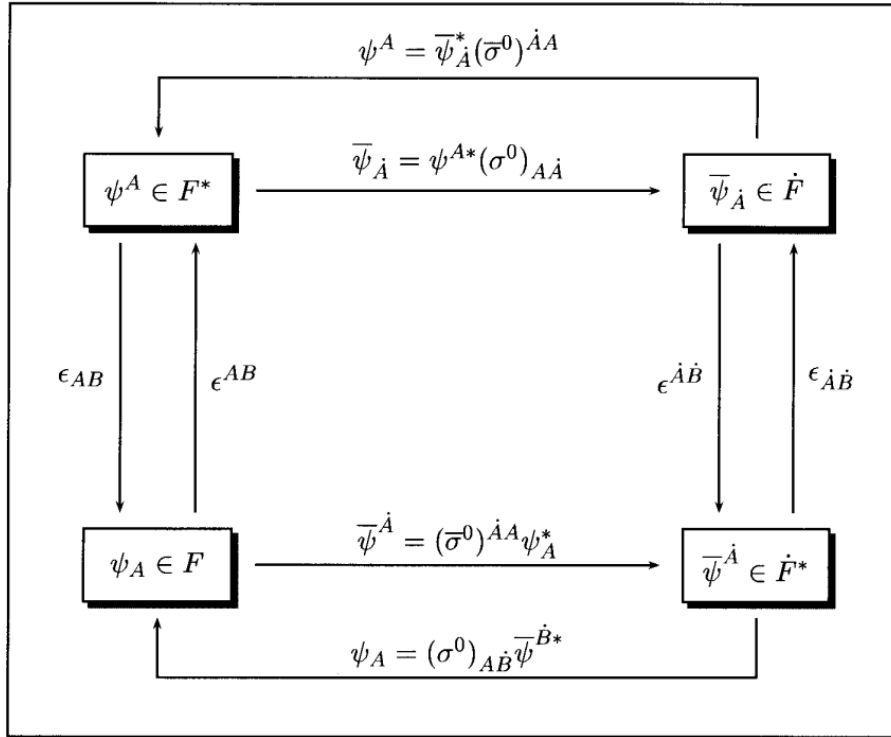 ψ^A = ψ̅*_Ȧ (σ̅^0)^{ȦA}
ψ^A ∈ F*
ψ̅_Ȧ = ψ^{A*}(σ^0)_{AȦ}
ψ̅_Ȧ ∈ Ḟ
ϵ_{AB}
ϵ^{AB}
ϵ^{ȦḂ}
ϵ_{ȦḂ}
ψ_A ∈ F
ψ̅^Ȧ = (σ̅^0)^{ȦA} ψ*_A
ψ̅^Ȧ ∈ Ḟ*
ψ_A = (σ^0)_{AḂ} ψ̅^{Ḃ*}